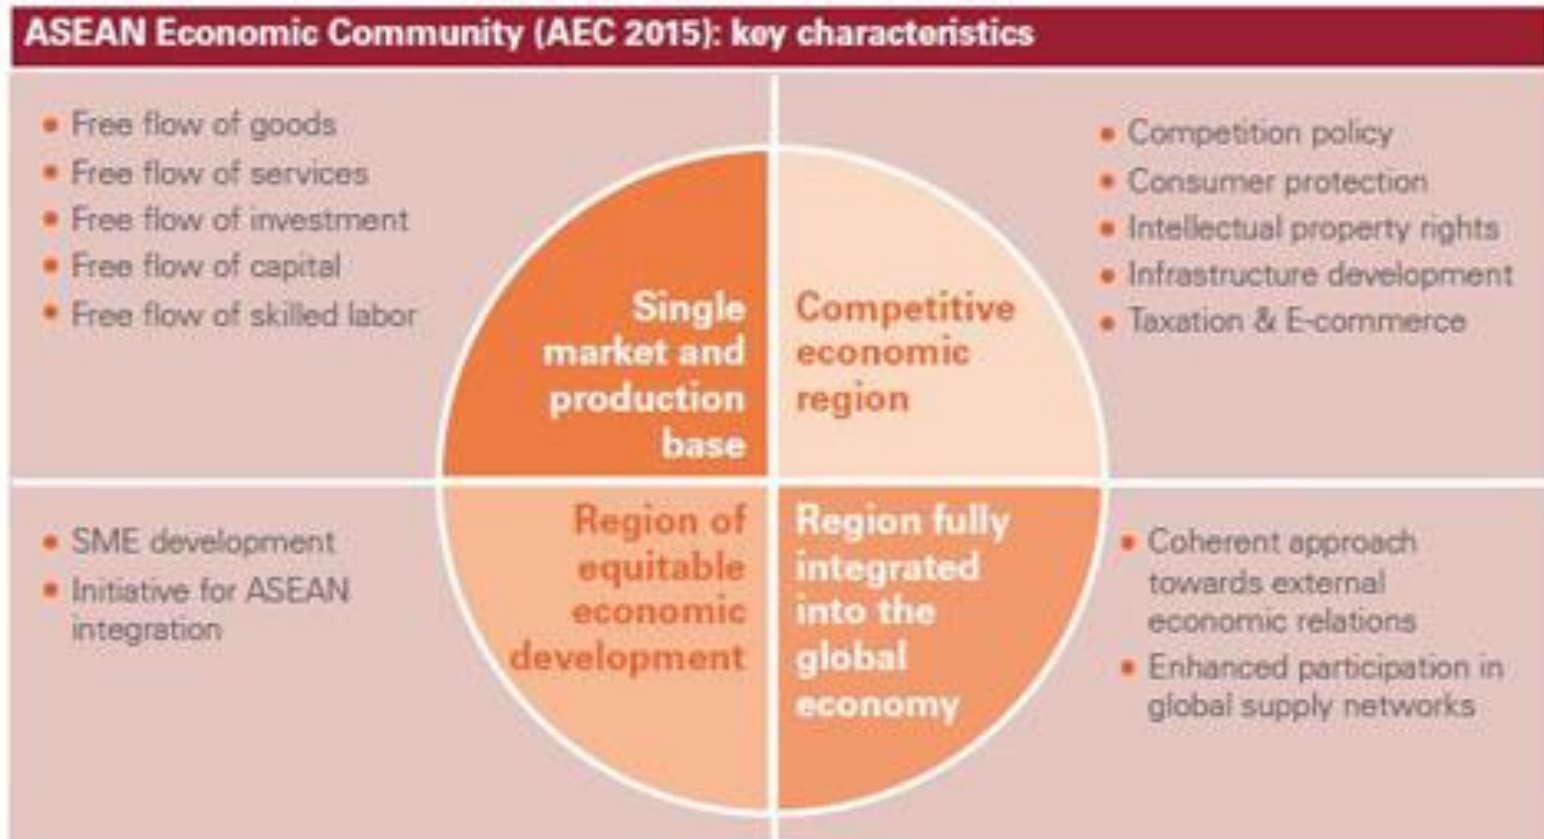 ASEAN Economic Community (AEC 2015): key characteristics
• Free flow of goods
• Free flow of services
• Free flow of investment
• Free flow of capital
• Free flow of skilled labor
Single
market and
production
base
Competitive
economic
region
• Competition policy
• Consumer protection
• Intellectual property rights
• Infrastructure development
• Taxation & E-commerce
• SME development
• Initiative for ASEAN
integration
Region of
equitable
economic
development
Region fully
integrated
into the
global
economy
• Coherent approach
towards external
economic relations
• Enhanced participation in
global supply networks